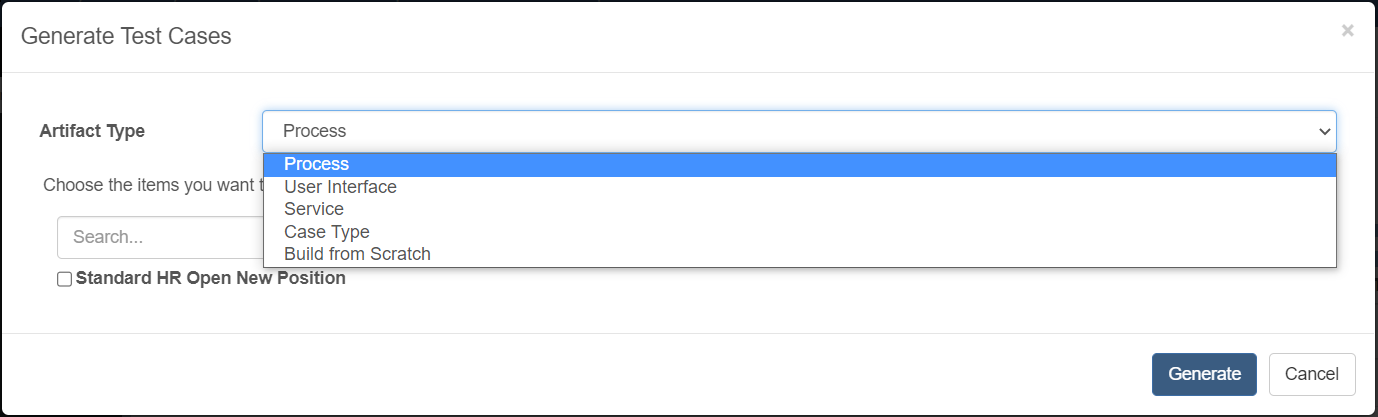 Generate Test Cases
×
Artifact Type
Process
Process
Choose the items you want t
User Interface
Service
Case Type
Build from Scratch
Search...
Standard HR Open New Position
Generate
Cancel